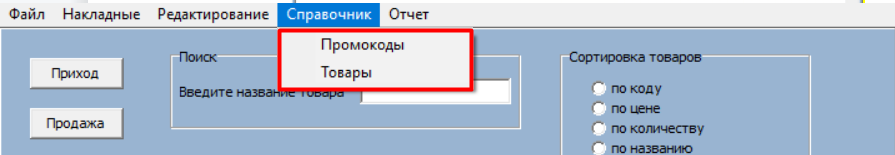 Файл Накладные Редактирование Справочник Отчет
Промокоды
Товары
Поиск
Введите название товара
Приход
Продажа
Сортировка товаров
по коду
по цене
по количеству
по названию